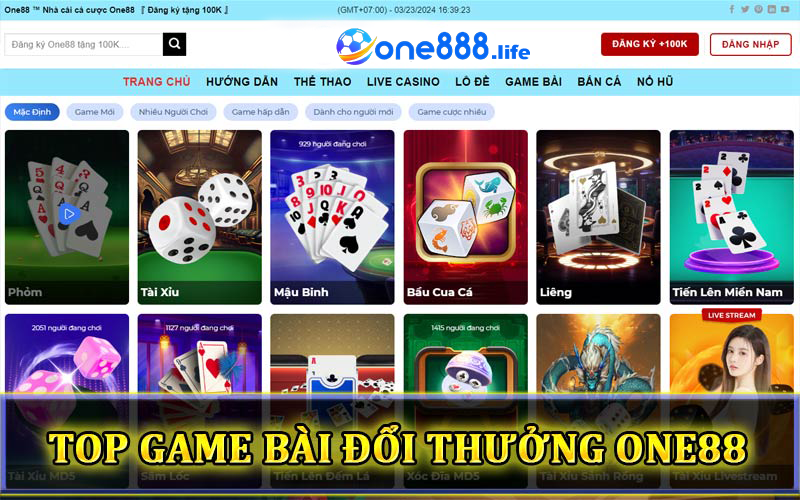 One88 ™ Nhà cái cá cược One88 『 Đăng ký tặng 100K 』
(GMT+07:00) - 03/23/2024 16:39:23
Đăng ký One88 tặng 100K....
one888.life
ĐĂNG KÝ +100K
ĐĂNG NHẬP
TRANG CHỦ HƯỚNG DẪN THỂ THAO LIVE CASINO LÔ ĐỀ GAME BÀI BẮN CÁ NỔ HŨ
Mặc Định Game Mới Nhiều Người Chơi Game hấp dẫn Dành cho người mới Game cược nhiều
929 người đang chơi
Phỏm Tài Xỉu Mậu Binh Bầu Cua Cá Liêng Tiến Lên Miền Nam
2051 người đang chơi 1127 người đang chơi 1415 người đang chơi LIVE STREAM
TOP GAME BÀI ĐỔI THƯỞNG ONE88
Tài Xỉu MD5 Sâm Lốc Tiến Lên Đếm Lá Xóc Đĩa MD5 Tài Xỉu Sánh Rồng Tài Xỉu Livestream